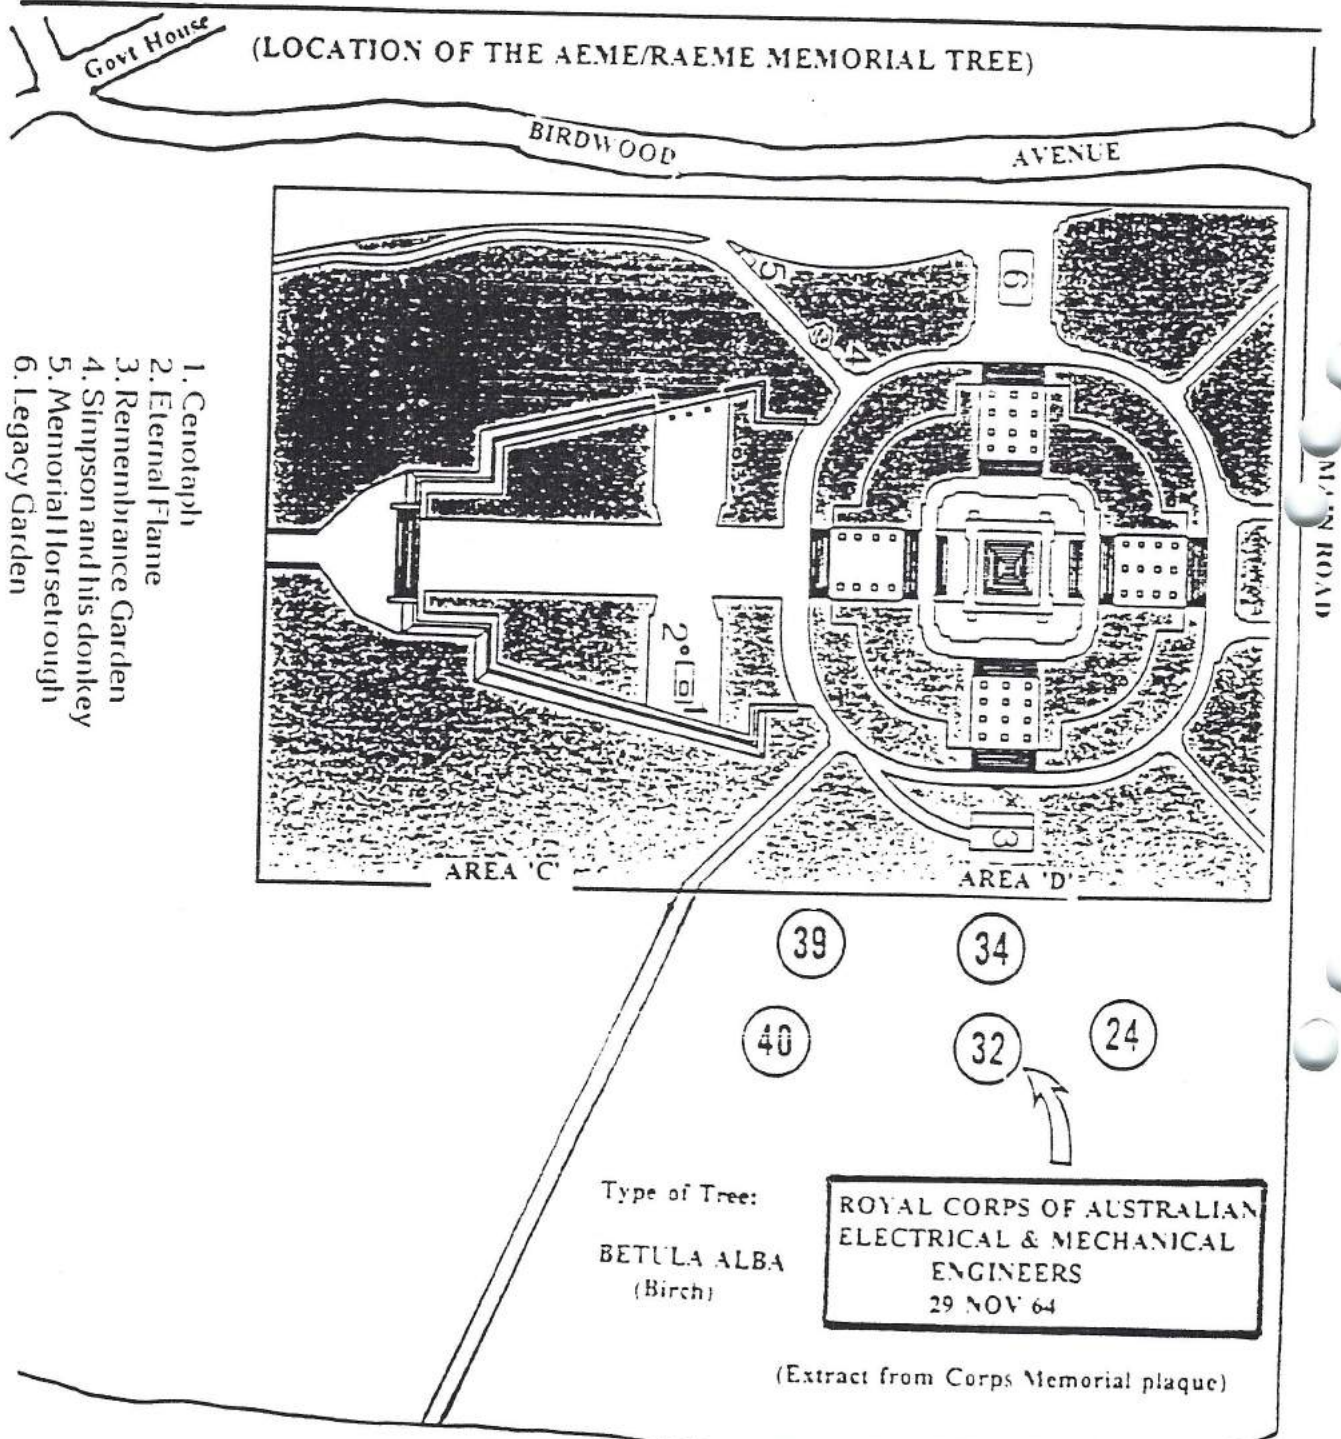 Govt House
(LOCATION OF THE AEME/RAEME MEMORIAL TREE)
BIRDWOOD AVENUE
MAIN ROAD
5
6
4
2
1
3
1. Cenotaph
2. Eternal Flame
3. Remembrance Garden
4. Simpson and his donkey
5. Memorial Horsetrough
6. Legacy Garden
AREA 'C'
AREA 'D'
39
34
40
32
24
Type of Tree:
BETULA ALBA
(Birch)
ROYAL CORPS OF AUSTRALIAN
ELECTRICAL & MECHANICAL
ENGINEERS
29 NOV 64
(Extract from Corps Memorial plaque)